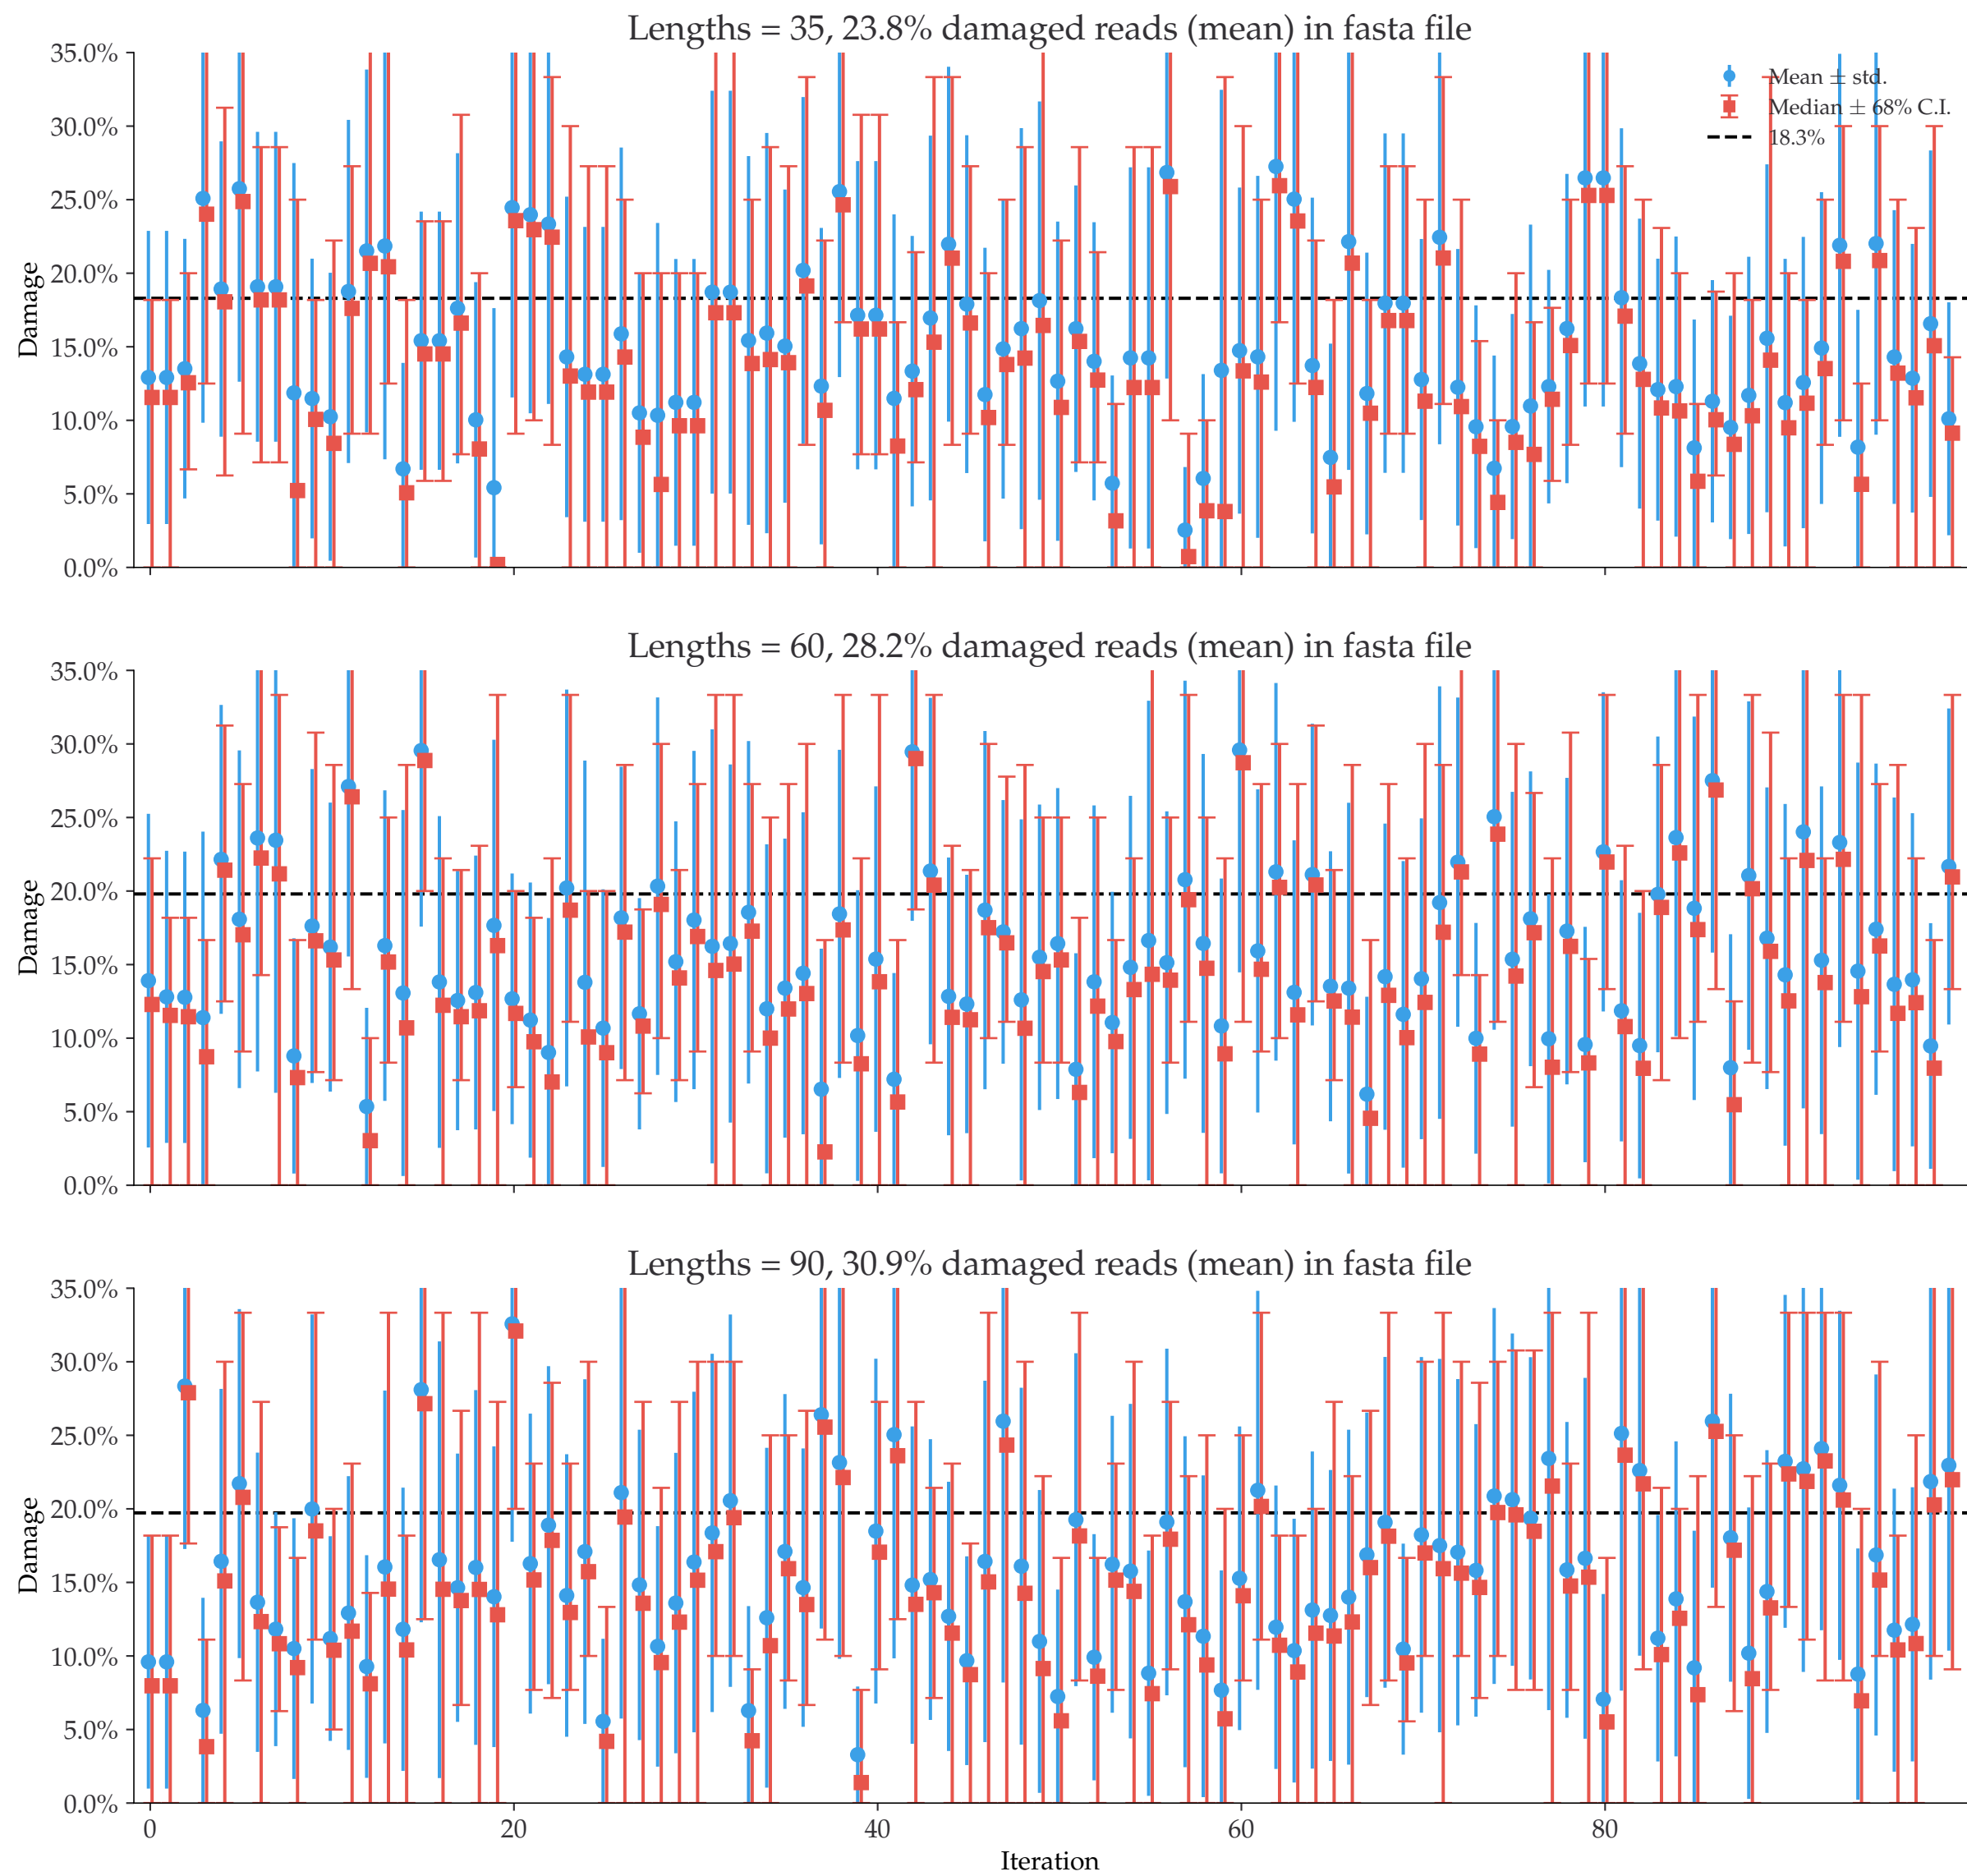 Lengths = 35, 23.8% damaged reads (mean) in fasta file
35.0%
30.0%
25.0%
20.0%
15.0%
10.0%
5.0%
0.0%
Damage
Mean ± std.
Median ± 68% C.I.
18.3%
Lengths = 60, 28.2% damaged reads (mean) in fasta file
35.0%
30.0%
25.0%
20.0%
15.0%
10.0%
5.0%
0.0%
Damage
Lengths = 90, 30.9% damaged reads (mean) in fasta file
35.0%
30.0%
25.0%
20.0%
15.0%
10.0%
5.0%
0.0%
Damage
0 20 40 60 80
Iteration